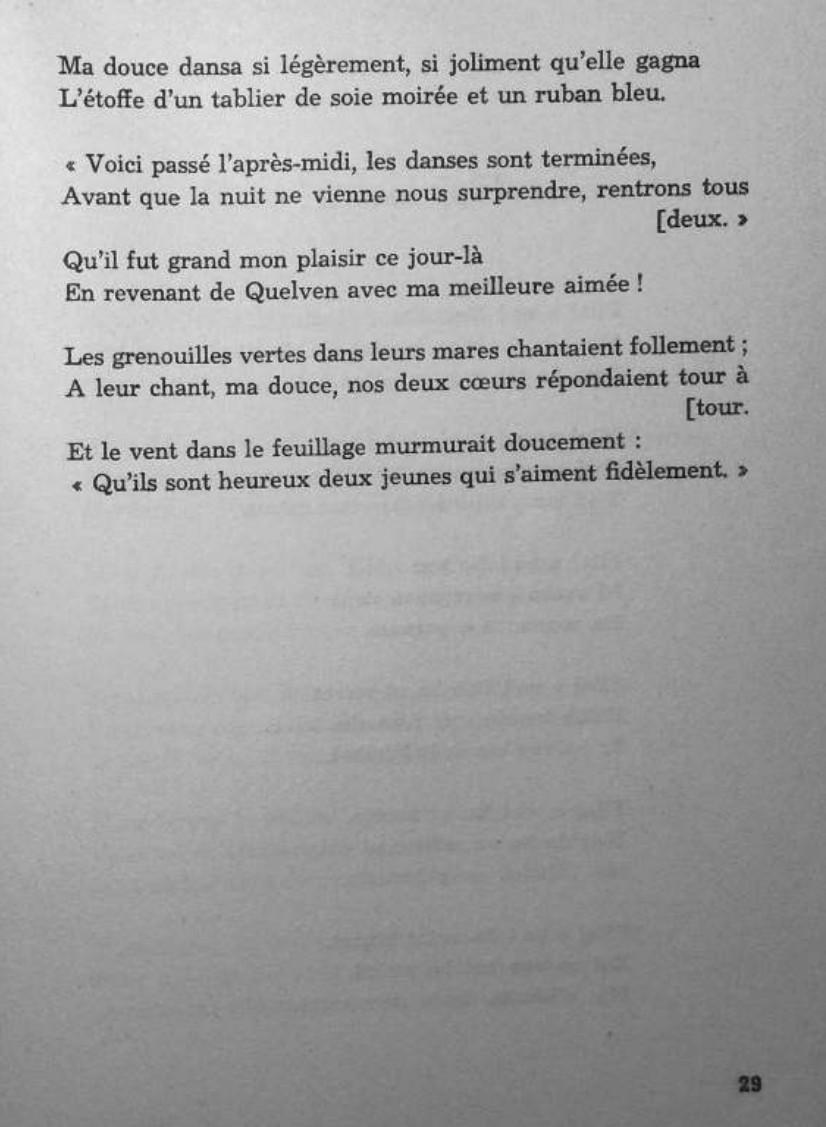 Ma douce dansa si légèrement, si joliment qu'elle gagna
L'étoffe d'un tablier de soie moirée et un ruban bleu.
« Voici passé l'après-midi, les danses sont terminées,
Avant que la nuit ne vienne nous surprendre, rentrons tous
[deux. »
Qu'il fut grand mon plaisir ce jour-là
En revenant de Quelven avec ma meilleure aimée !
Les grenouilles vertes dans leurs mares chantaient follement ;
A leur chant, ma douce, nos deux cœurs répondaient tour à
[tour.
Et le vent dans le feuillage murmurait doucement :
« Qu'ils sont heureux deux jeunes qui s'aiment fidèlement. »
29